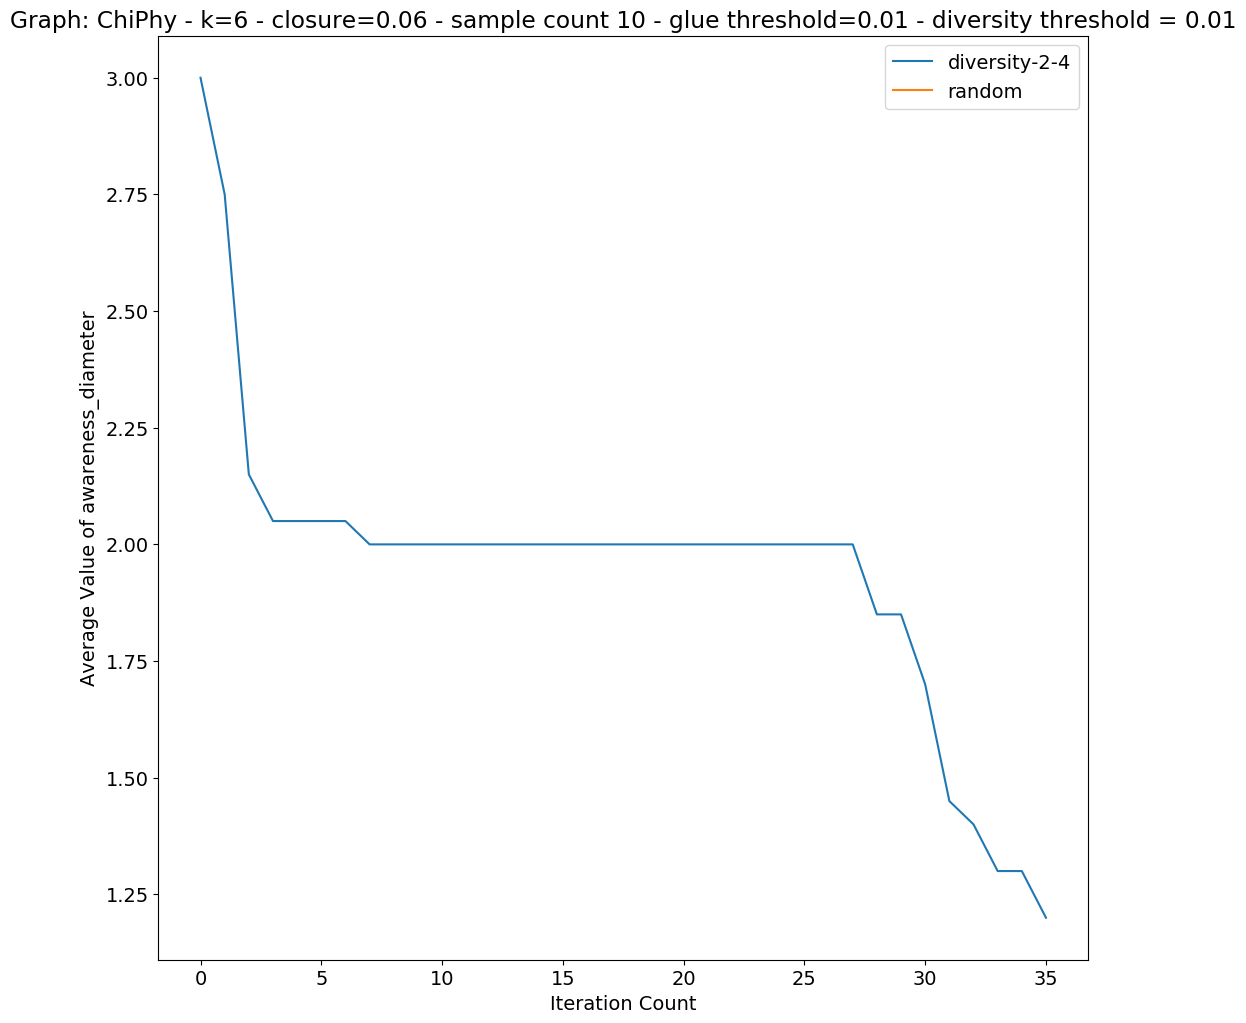 Graph: ChiPhy - k=6 - closure=0.06 - sample count 10 - glue threshold=0.01 - diversity threshold = 0.01
diversity-2-4
random
3.00
2.75
2.50
2.25
2.00
1.75
1.50
1.25
Average Value of awareness_diameter
0 5 10 15 20 25 30 35
Iteration Count